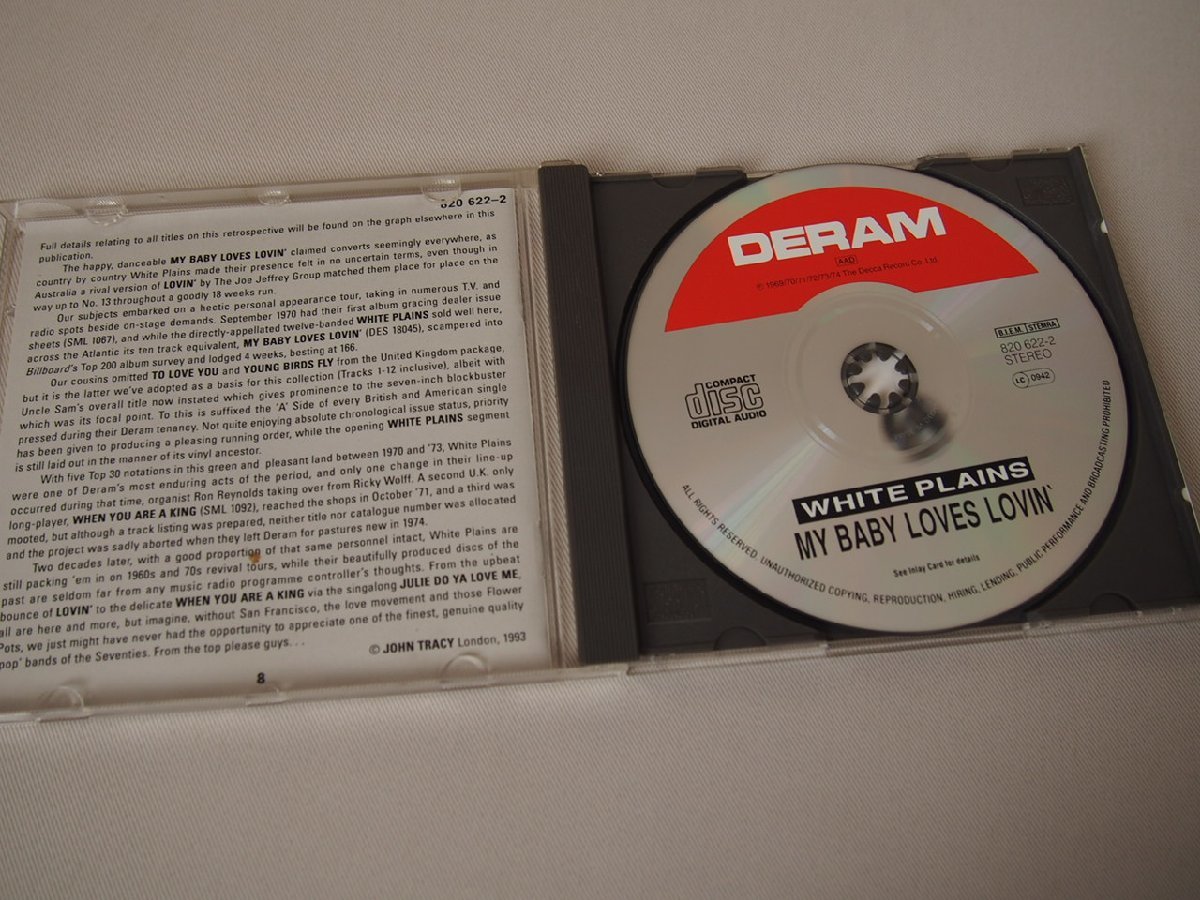 820 622–2
Full details relating to all titles on this retrospective will be found on the graph elsewhere in this
publication.
The happy, danceable MY BABY LOVES LOVIN' claimed converts seemingly everywhere, as
country by country White Plains made their presence felt in no uncertain terms, even though in
Australia a rival version of LOVIN' by The Joe Jeffrey Group matched them place for place on the
way up to No. 13 throughout a goodly 18 weeks run.
Our subjects embarked on a hectic personal appearance tour, taking in numerous T.V. and
radio spots beside on-stage demands. September 1970 had their first album gracing dealer issue
sheets (SML 1067), and while the directly-appellated twelve-banded WHITE PLAINS sold well here,
across the Atlantic its ten track equivalent, MY BABY LOVES LOVIN' (DES 18045), scampered into
Billboard's Top 200 album survey and lodged 4 weeks, besting at 166.
Our cousins omitted TO LOVE YOU and YOUNG BIRDS FLY from the United Kingdom package,
but it is the latter we've adopted as a basis for this collection (Tracks 1-12 inclusive), albeit with
Uncle Sam's overall title now instated which gives prominence to the seven-inch blockbuster
which was its focal point. To this is suffixed the 'A' Side of every British and American single
pressed during their Deram tenancy. Not quite enjoying absolute chronological issue status, priority
has been given to producing a pleasing running order, while the opening WHITE PLAINS segment
is still laid out in the manner of its vinyl ancestor.
With five Top 30 notations in this green and pleasant land between 1970 and '73, White Plains
were one of Deram's most enduring acts of the period, and only one change in their line-up
occurred during that time, organist Ron Reynolds taking over from Ricky Wolff. A second U.K. only
long-player, WHEN YOU ARE A KING (SML 1092), reached the shops in October '71, and a third was
mooted, but although a track listing was prepared, neither title nor catalogue number was allocated
and the project was sadly aborted when they left Deram for pastures new in 1974.
Two decades later, with a good proportion of that same personnel intact, White Plains are
still packing 'em in on 1960s and 70s revival tours, while their beautifully produced discs of the
past are seldom far from any music radio programme controller's thoughts. From the upbeat
bounce of LOVIN' to the delicate WHEN YOU ARE A KING via the singalong JULIE DO YA LOVE ME,
all are here and more, but imagine, without San Francisco, the love movement and those Flower
Pots, we just might have never had the opportunity to appreciate one of the finest, genuine quality
'pop' bands of the Seventies. From the top please guys...
© JOHN TRACY London, 1993
8
DERAM
AAD
℗ 1969/70/71/72/73/74 The Decca Record Co. Ltd.
B.I.E.M. STEMRA
820 622-2
STEREO
LC 0942
COMPACT
disc
DIGITAL AUDIO
WHITE PLAINS
MY BABY LOVES LOVIN'
See Inlay Card for details
ALL RIGHTS RESERVED. UNAUTHORIZED COPYING, REPRODUCTION, HIRING, LENDING, PUBLIC PERFORMANCE AND BROADCASTING PROHIBITED